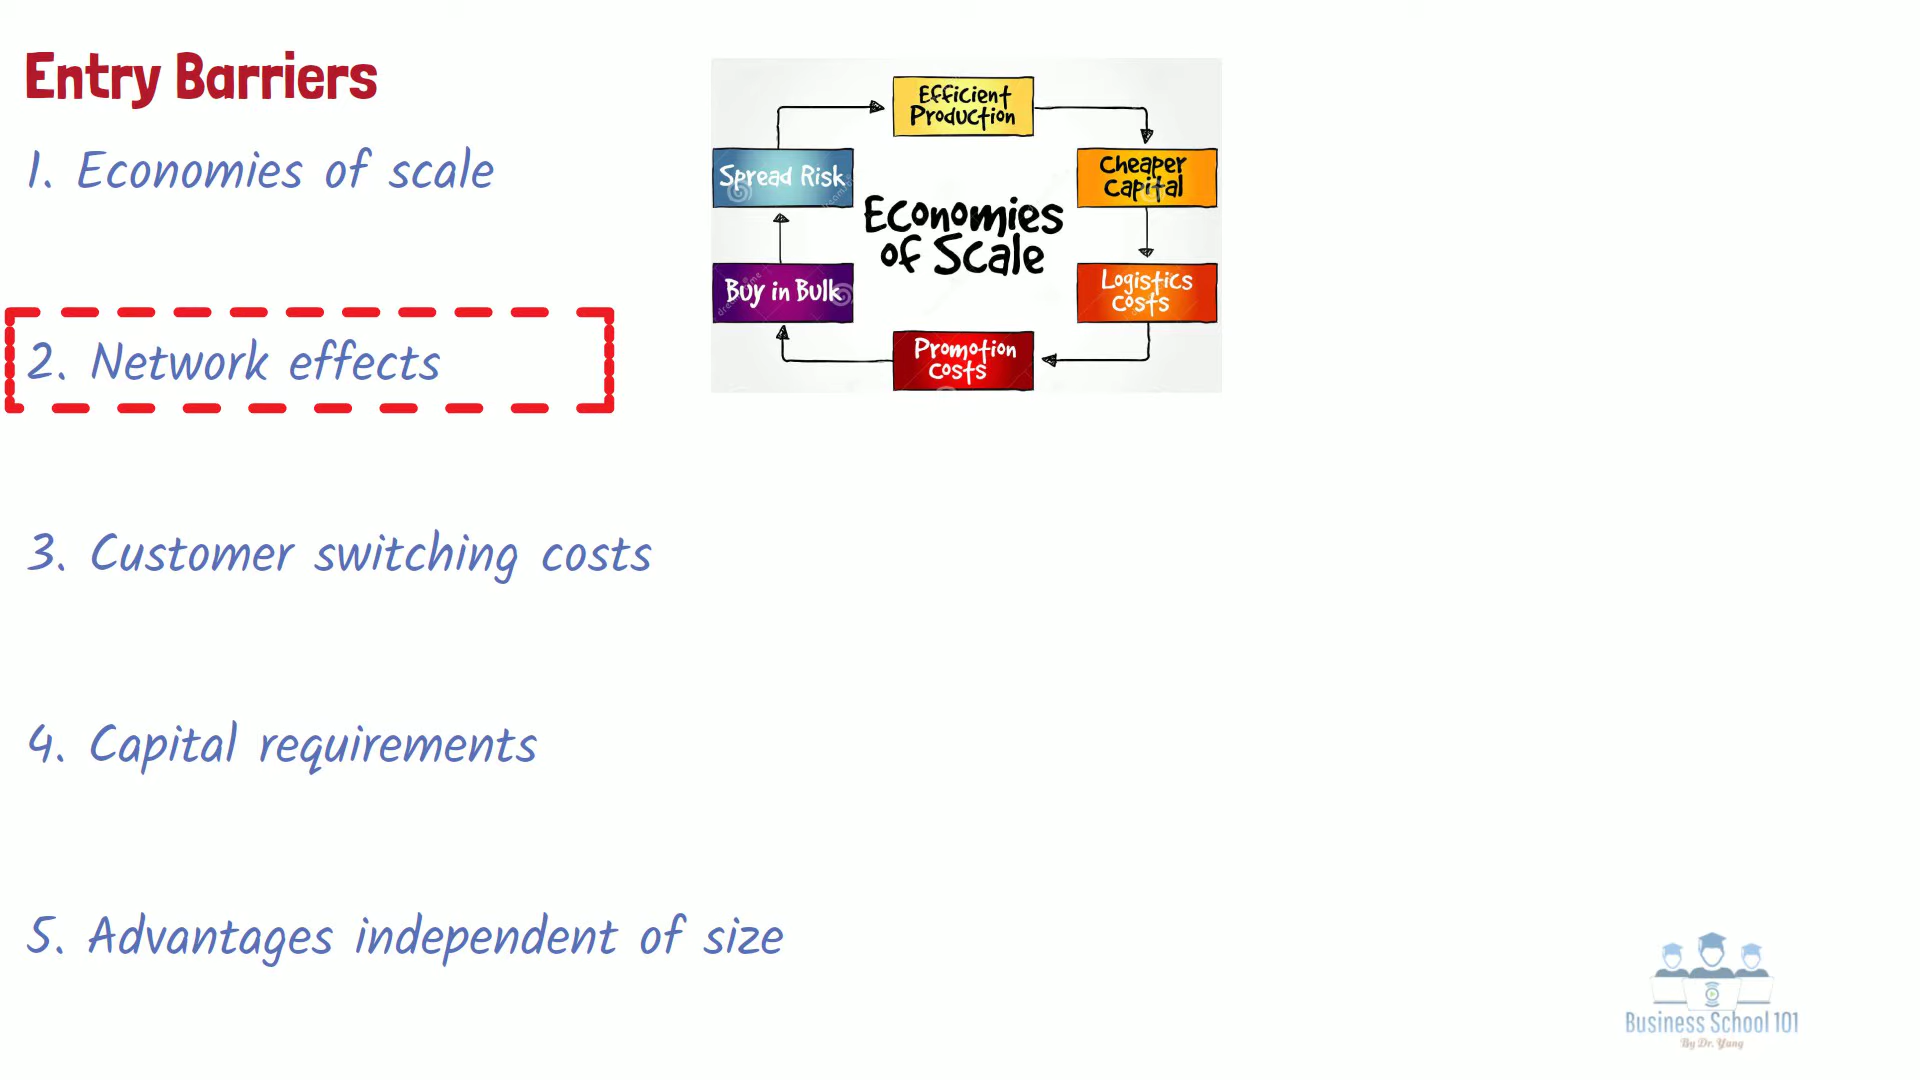 Entry Barriers
1. Economies of scale
2. Network effects
3. Customer switching costs
4. Capital requirements
5. Advantages independent of size
Efficient
Production
Cheaper
Capital
Logistics
Costs
Promotion
Costs
Buy in Bulk
Spread Risk
Economies
of Scale
Business School 101
By Dr. Yang